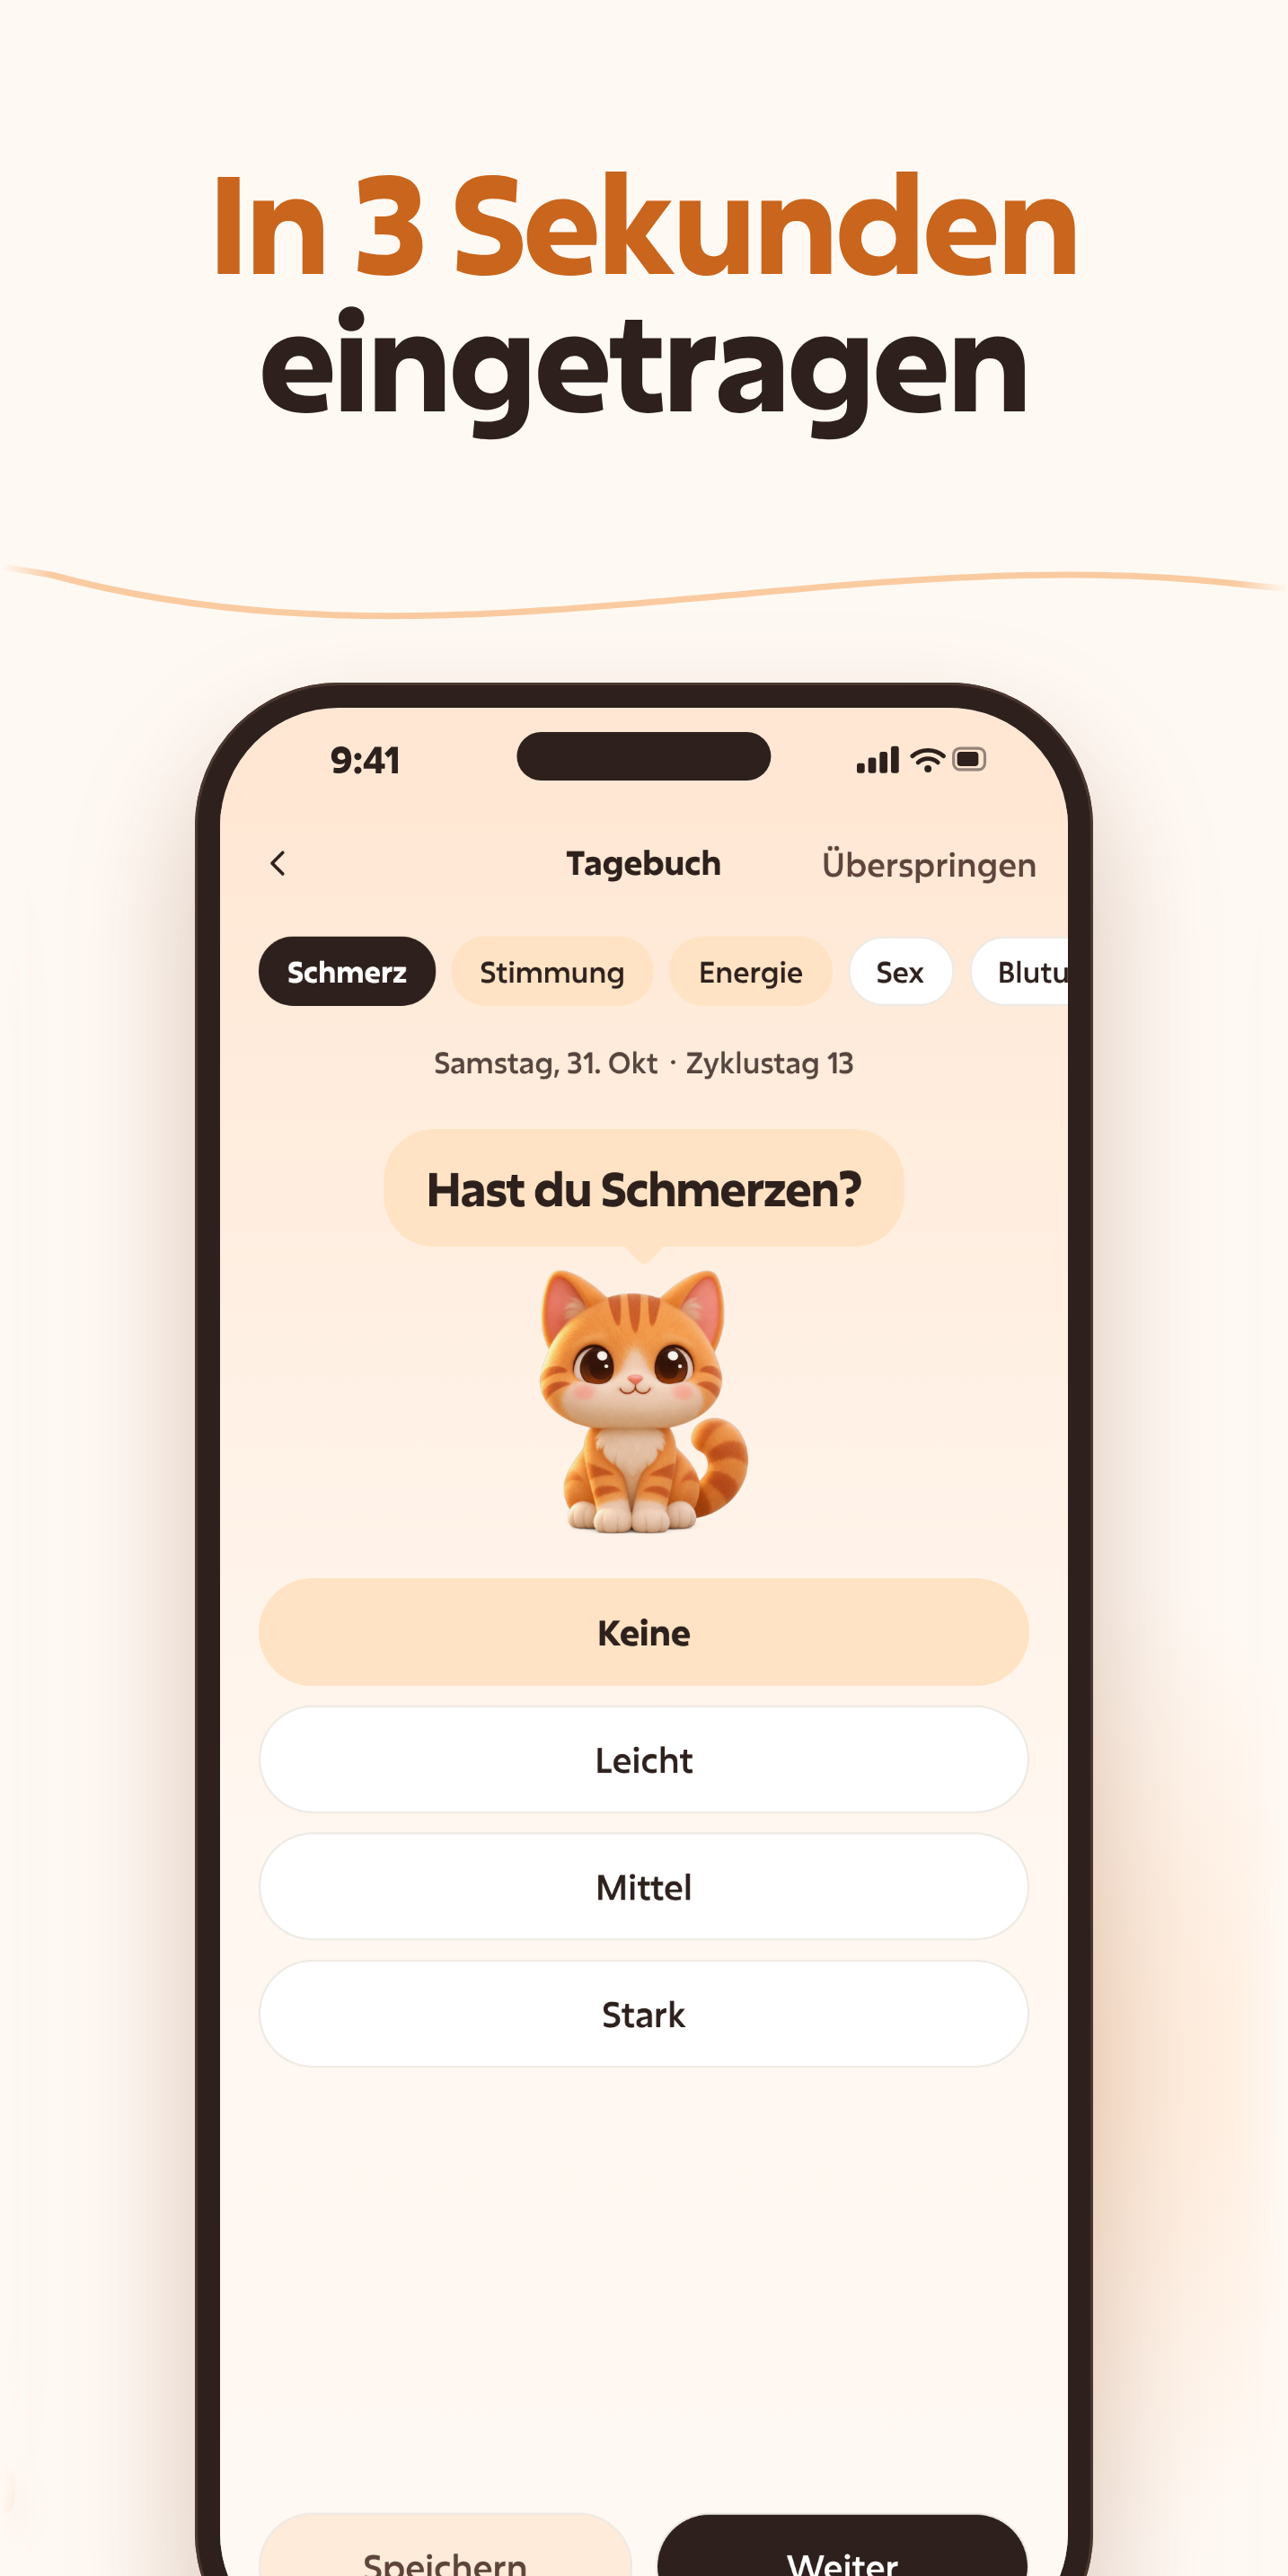 In 3 Sekunden
eingetragen
9:41
Tagebuch
Überspringen
Schmerz
Stimmung
Energie
Sex
Blutu
Samstag, 31. Okt · Zyklustag 13
Hast du Schmerzen?
Keine
Leicht
Mittel
Stark
Speichern
Weiter